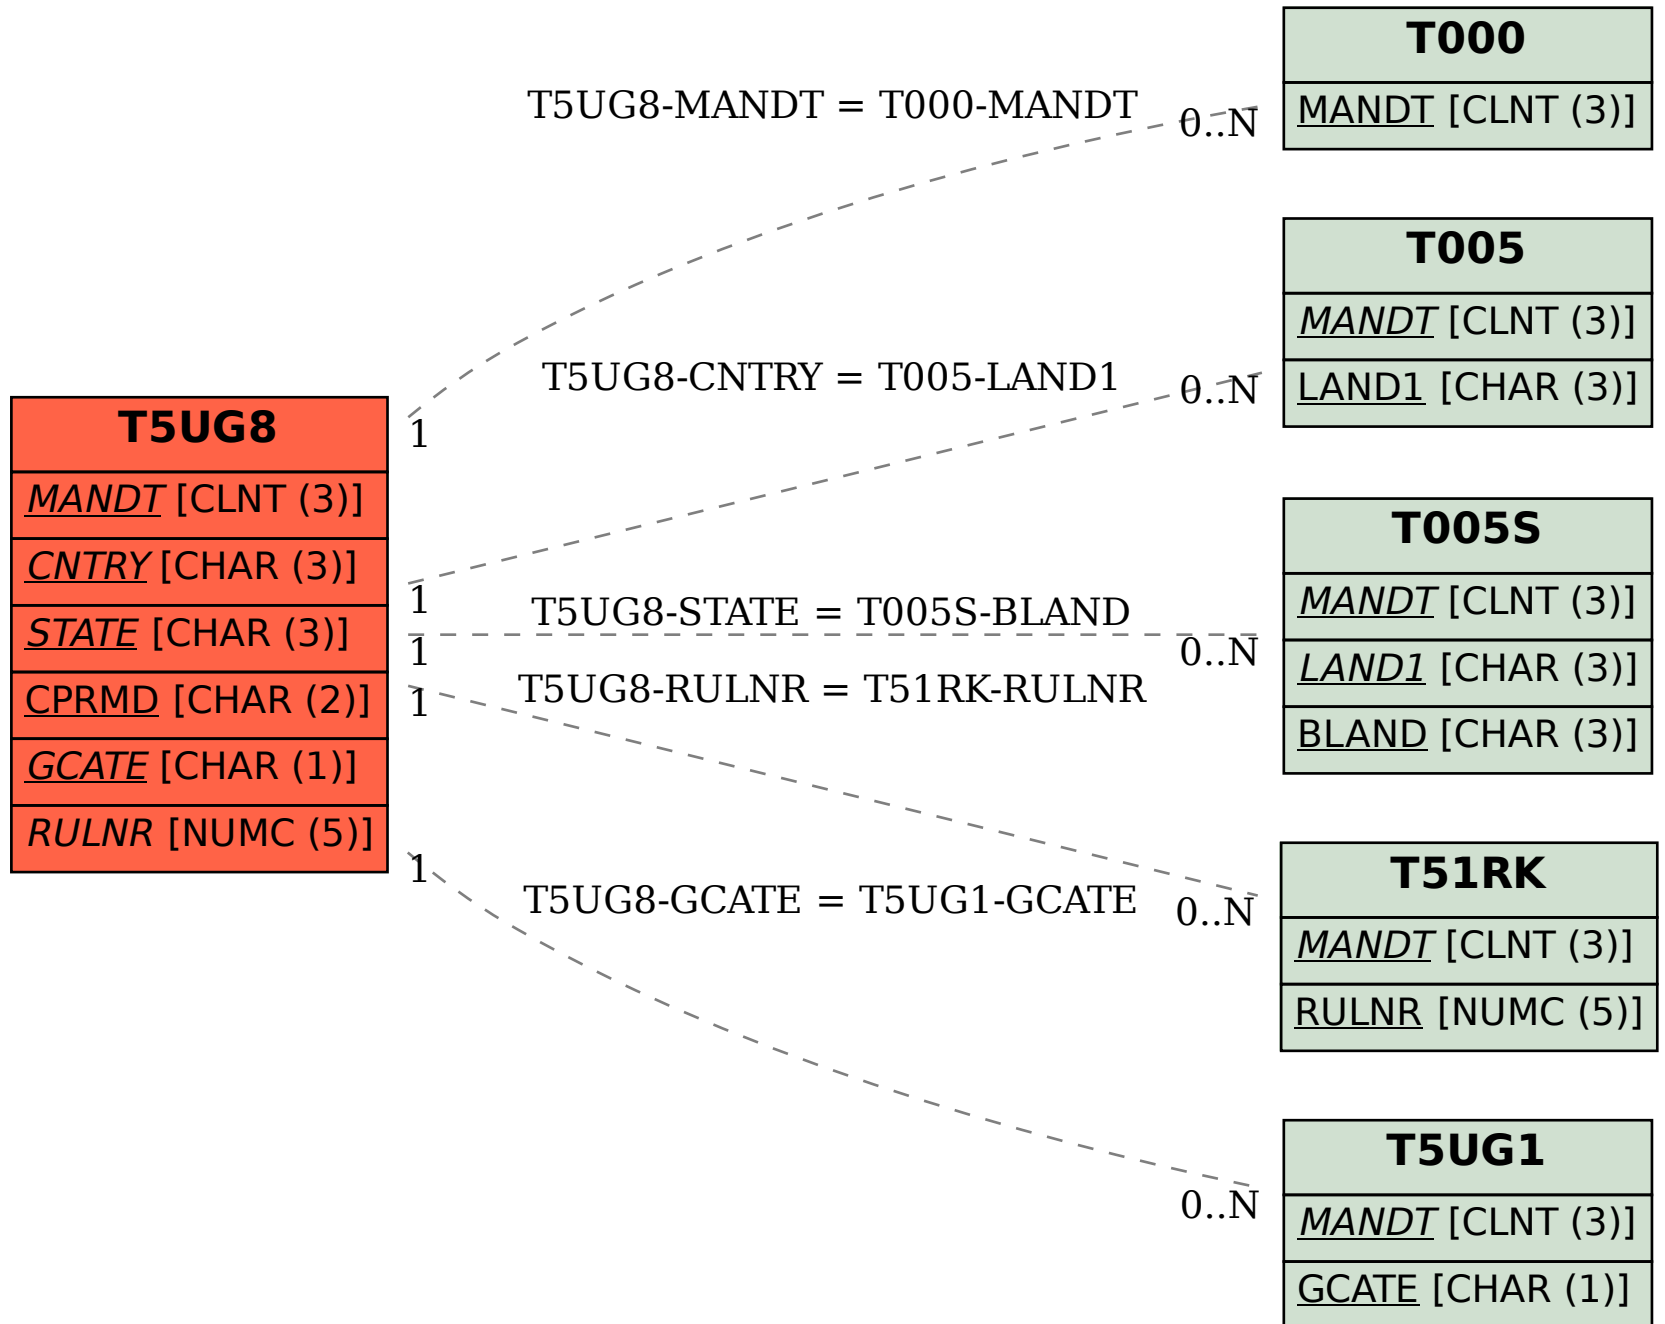 T000
MANDT [CLNT (3)]
T5UG8-MANDT = T000-MANDT
0..N
T005
MANDT [CLNT (3)]
LAND1 [CHAR (3)]
T5UG8-CNTRY = T005-LAND1
0..N
T5UG8
MANDT [CLNT (3)]
CNTRY [CHAR (3)]
STATE [CHAR (3)]
CPRMD [CHAR (2)]
GCATE [CHAR (1)]
RULNR [NUMC (5)]
1
1
1
1
1
T005S
MANDT [CLNT (3)]
LAND1 [CHAR (3)]
BLAND [CHAR (3)]
T5UG8-STATE = T005S-BLAND
0..N
T5UG8-RULNR = T51RK-RULNR
0..N
T51RK
MANDT [CLNT (3)]
RULNR [NUMC (5)]
T5UG8-GCATE = T5UG1-GCATE
0..N
T5UG1
MANDT [CLNT (3)]
GCATE [CHAR (1)]